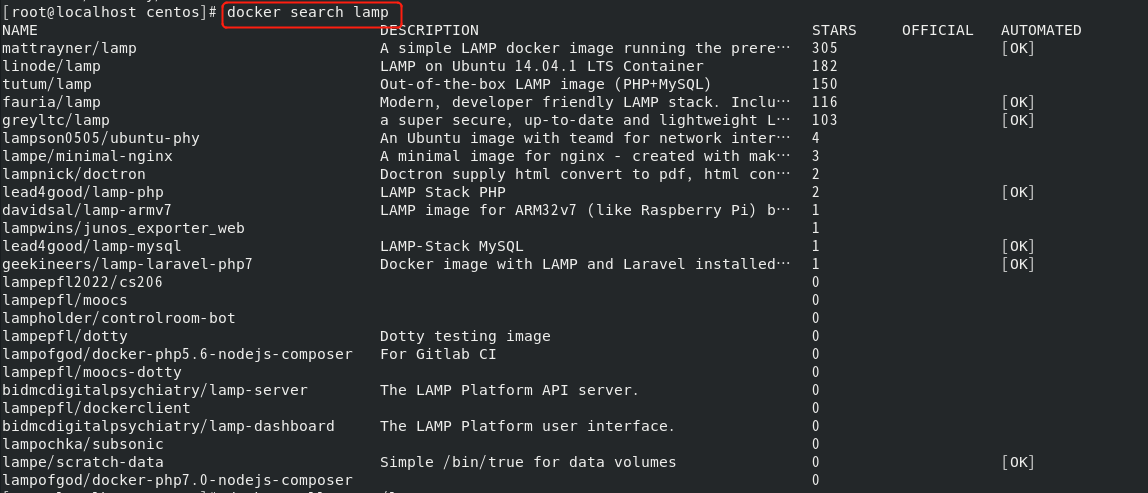 [root@localhost centos]# docker search lamp
NAME DESCRIPTION STARS OFFICIAL AUTOMATED
mattrayner/lamp A simple LAMP docker image running the prere… 305 [OK]
linode/lamp LAMP on Ubuntu 14.04.1 LTS Container 182
tutum/lamp Out-of-the-box LAMP image (PHP+MySQL) 150
fauria/lamp Modern, developer friendly LAMP stack. Inclu… 116 [OK]
greyltc/lamp a super secure, up-to-date and lightweight L… 103 [OK]
lampson0505/ubuntu-phy An Ubuntu image with teamd for network inter… 4
lampe/minimal-nginx A minimal image for nginx - created with mak… 3
lampnick/doctron Doctron supply html convert to pdf, html con… 2
lead4good/lamp-php LAMP Stack PHP 2 [OK]
davidsal/lamp-armv7 LAMP image for ARM32v7 (like Raspberry Pi) b… 1
lampwins/junos_exporter_web 1
lead4good/lamp-mysql LAMP-Stack MySQL 1 [OK]
geekineers/lamp-laravel-php7 Docker image with LAMP and Laravel installed… 1 [OK]
lampepfl2022/cs206 0
lampepfl/moocs 0
lampholder/controlroom-bot 0
lampepfl/dotty Dotty testing image 0
lampofgod/docker-php5.6-nodejs-composer For Gitlab CI 0
lampepfl/moocs-dotty 0
bidmcdigitalpsychiatry/lamp-server The LAMP Platform API server. 0
lampepfl/dockerclient 0
bidmcdigitalpsychiatry/lamp-dashboard The LAMP Platform user interface. 0
lampochka/subsonic 0
lampe/scratch-data Simple /bin/true for data volumes 0 [OK]
lampofgod/docker-php7.0-nodejs-composer 0